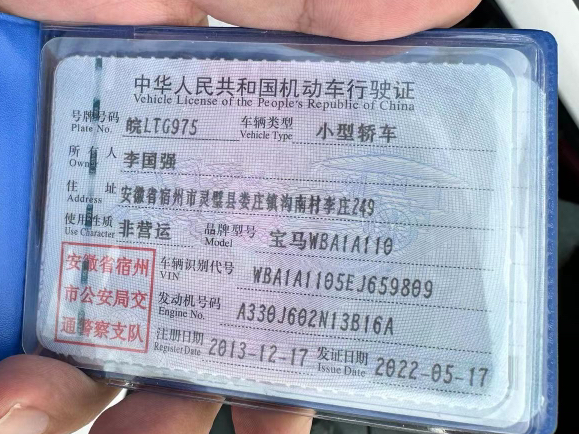 中华人民共和国机动车行驶证
Vehicle License of the People's Republic of China
号牌号码 皖LTG975 车辆类型 小型轿车
Plate No. Vehicle Type
所有人 李国强
Owner
住址 安徽省宿州市灵璧县娄庄镇沟南村李庄249
Address
使用性质 非营运 品牌型号 宝马WBA1A110
Use Character Model
安徽省宿州市公安局交通警察支队
车辆识别代号 WBA1A1105EJ659809
VIN
发动机号码 A330J602N13B16A
Engine No.
注册日期 2013-12-17 发证日期 2022-05-17
Register Date Issue Date